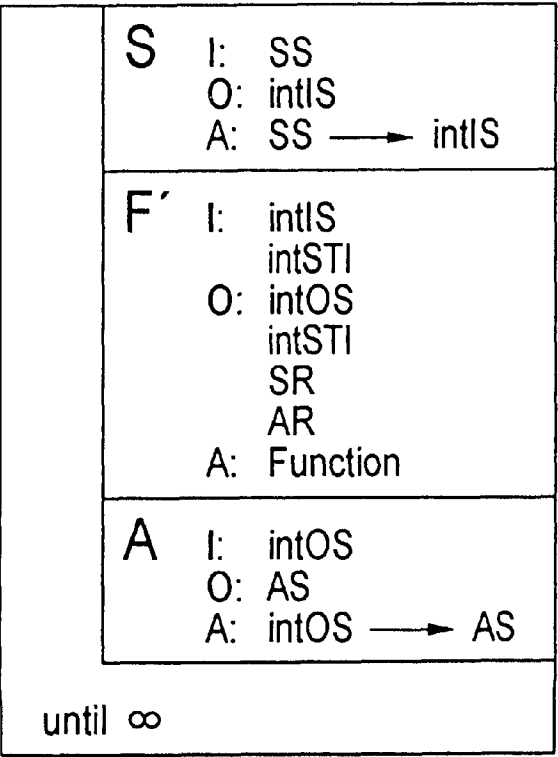 S I: SS
O: intIS
A: SS ⟶ intIS
F´ I: intIS
intSTI
O: intOS
intSTI
SR
AR
A: Function
A I: intOS
O: AS
A: intOS ⟶ AS
until ∞